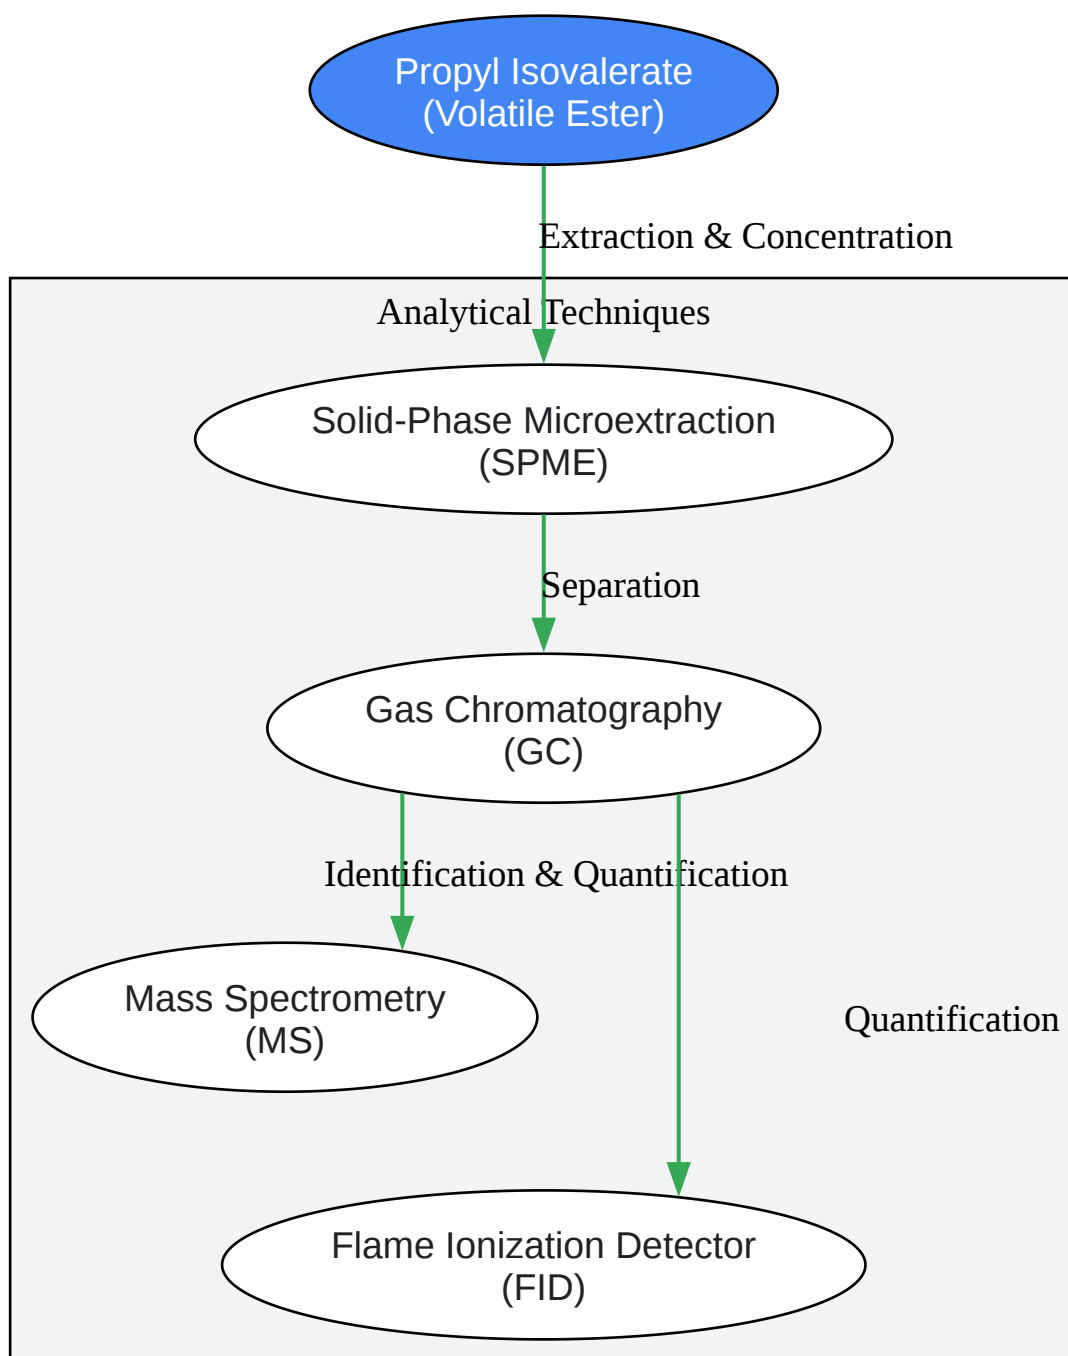 Propyl Isovalerate
(Volatile Ester)
Extraction & Concentration
Analytical Techniques
Solid-Phase Microextraction
(SPME)
Separation
Gas Chromatography
(GC)
Identification & Quantification
Mass Spectrometry
(MS)
Quantification
Flame Ionization Detector
(FID)